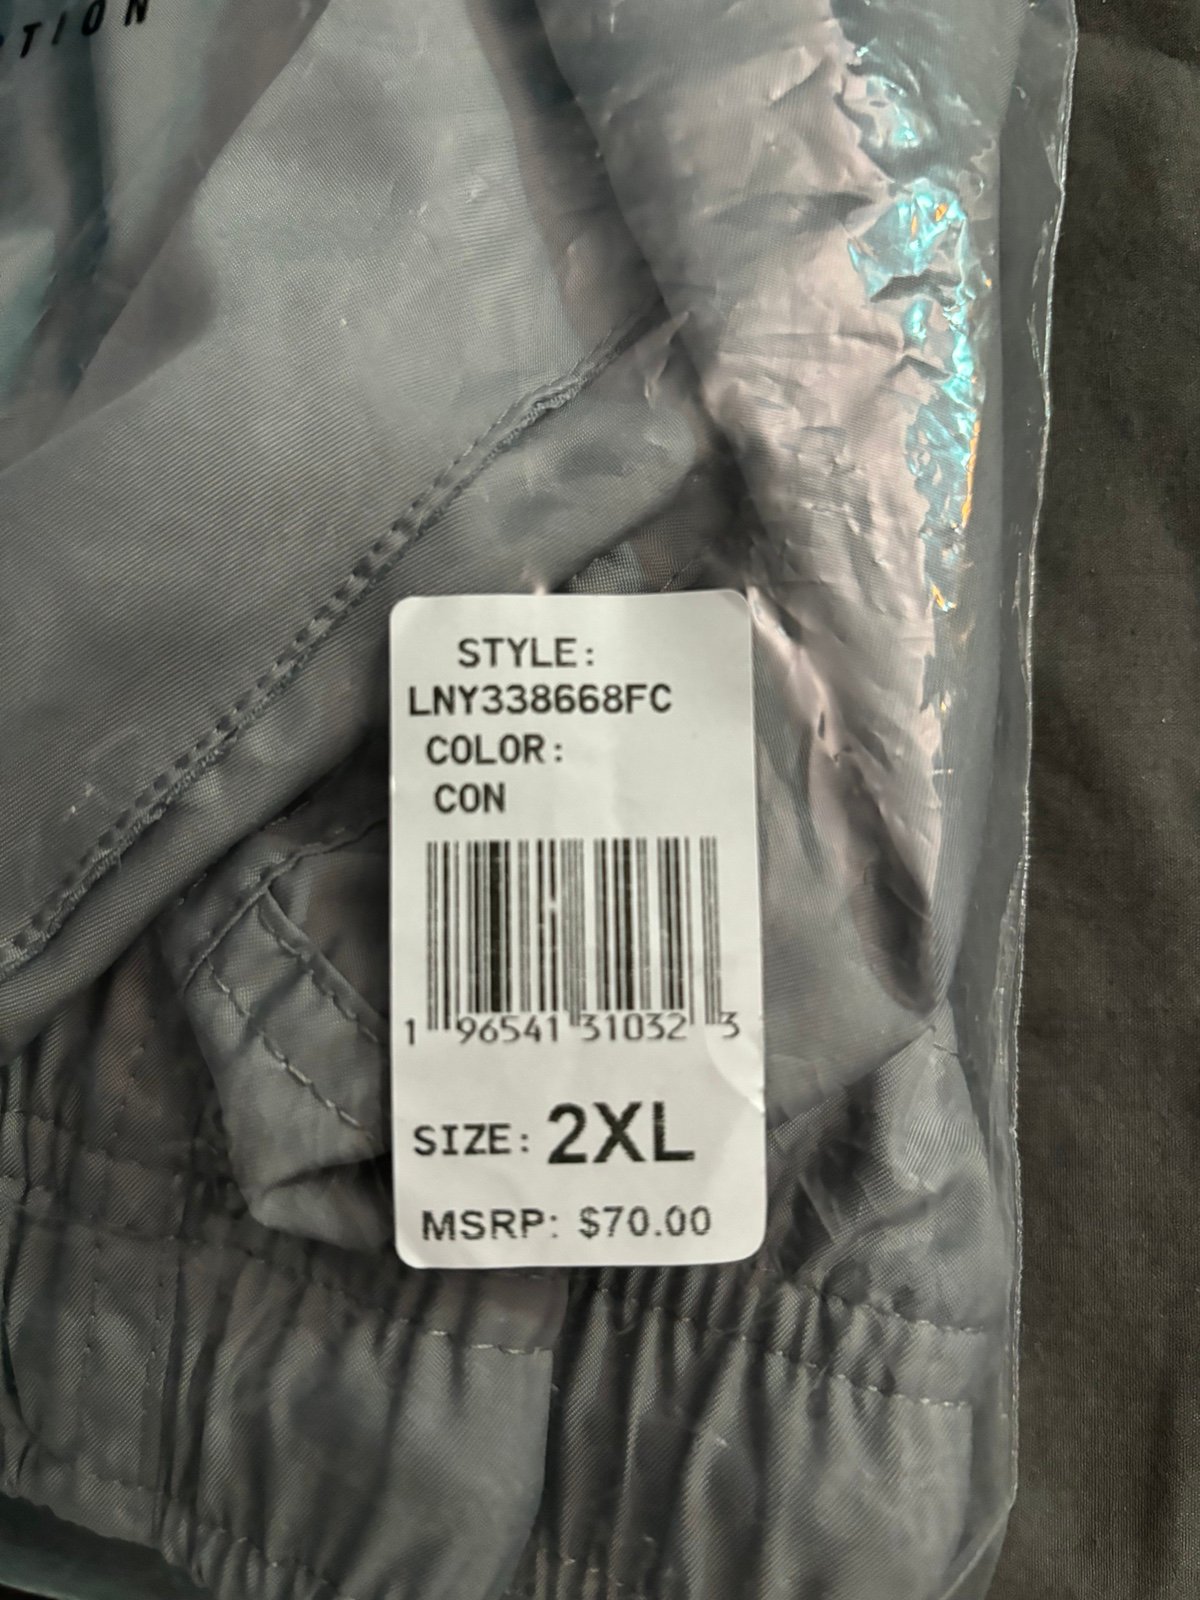 TION
STYLE:
LNY338668FC
COLOR:
CON
1 96541 31032 3
SIZE: 2XL
MSRP: $70.00